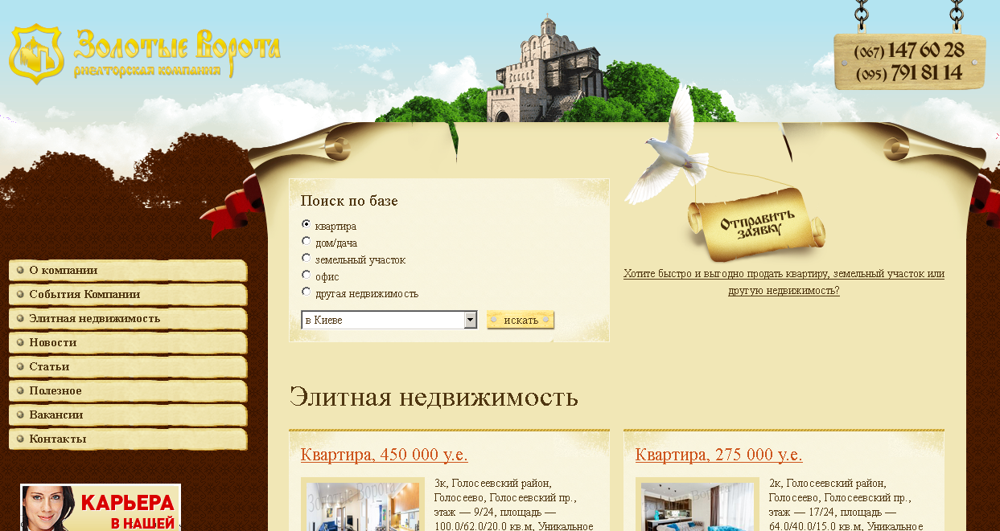 Золотые Ворота
риелторская компания
(067) 147 60 28
(095) 791 81 14
Поиск по базе
квартира
дом/дача
земельный участок
офис
другая недвижимость
в Киеве
искать
Отправить
заявку
Хотите быстро и выгодно продать квартиру, земельный участок или
другую недвижимость?
О компании
События Компании
Элитная недвижимость
Новости
Статьи
Полезное
Вакансии
Контакты
КАРЬЕРА
В НАШЕЙ
Элитная недвижимость
Квартира, 450 000 у.е.
3к, Голосеевский район,
Голосеево, Голосеевский пр.,
этаж — 9/24, площадь —
100.0/62.0/20.0 кв.м, Уникальное
Квартира, 275 000 у.е.
2к, Голосеевский район,
Голосеево, Голосеевский пр.,
этаж — 17/24, площадь —
64.0/40.0/15.0 кв.м, Уникальное